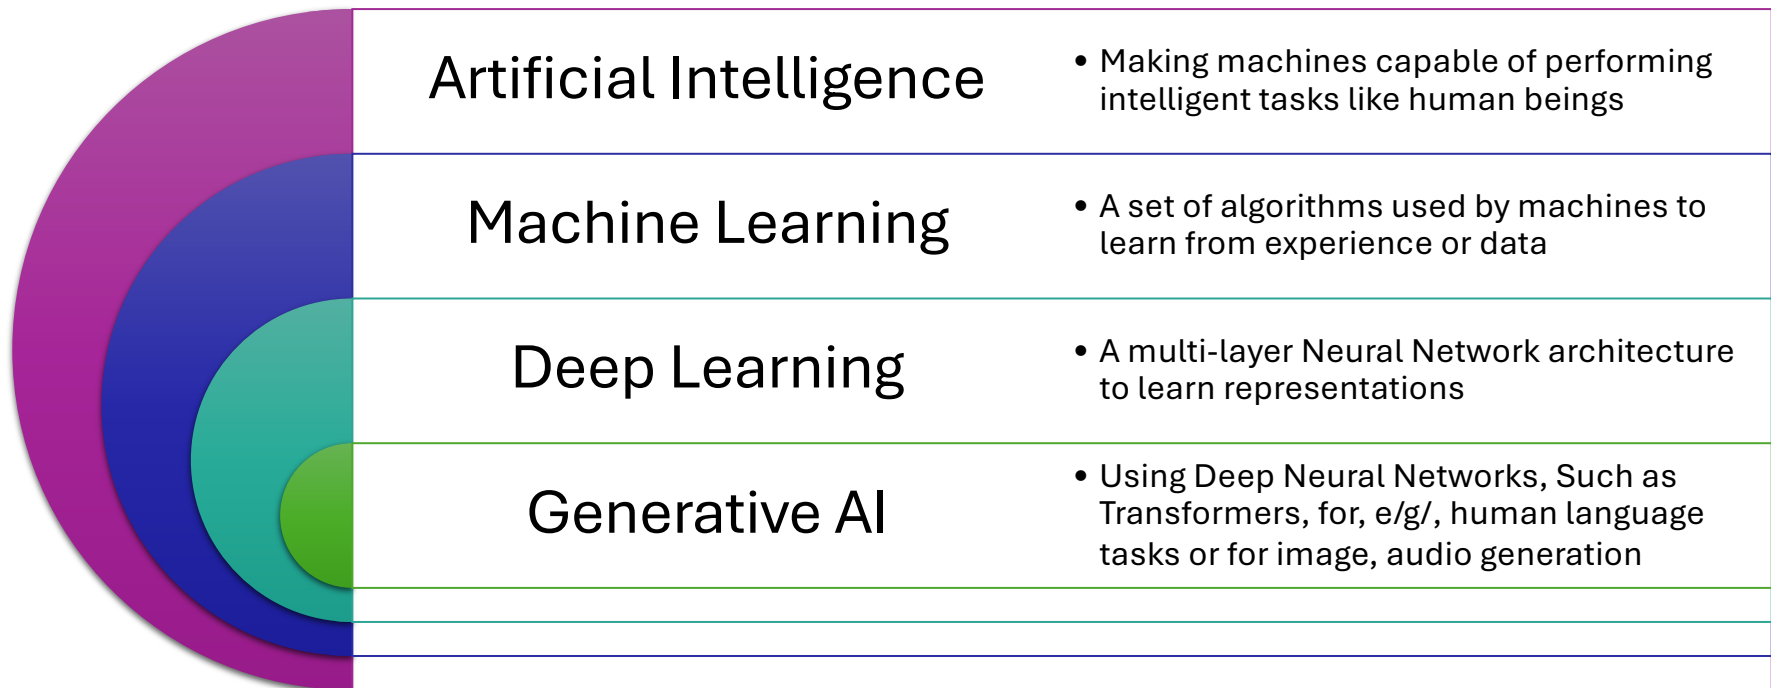 Artificial Intelligence
• Making machines capable of performing
intelligent tasks like human beings
Machine Learning
• A set of algorithms used by machines to
learn from experience or data
Deep Learning
• A multi-layer Neural Network architecture
to learn representations
Generative AI
• Using Deep Neural Networks, Such as
Transformers, for, e/g/, human language
tasks or for image, audio generation